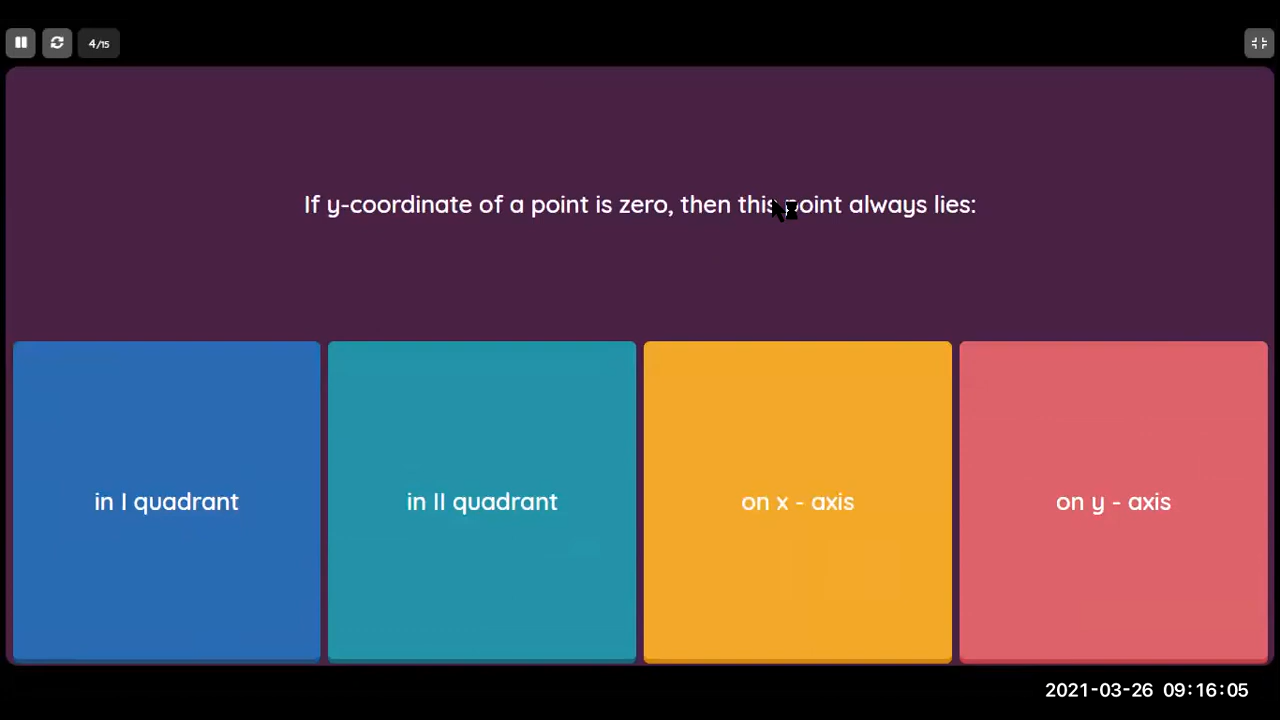 4/15
If y-coordinate of a point is zero, then this point always lies:
in I quadrant
in II quadrant
on x - axis
on y - axis
2021-03-26 09:16:05